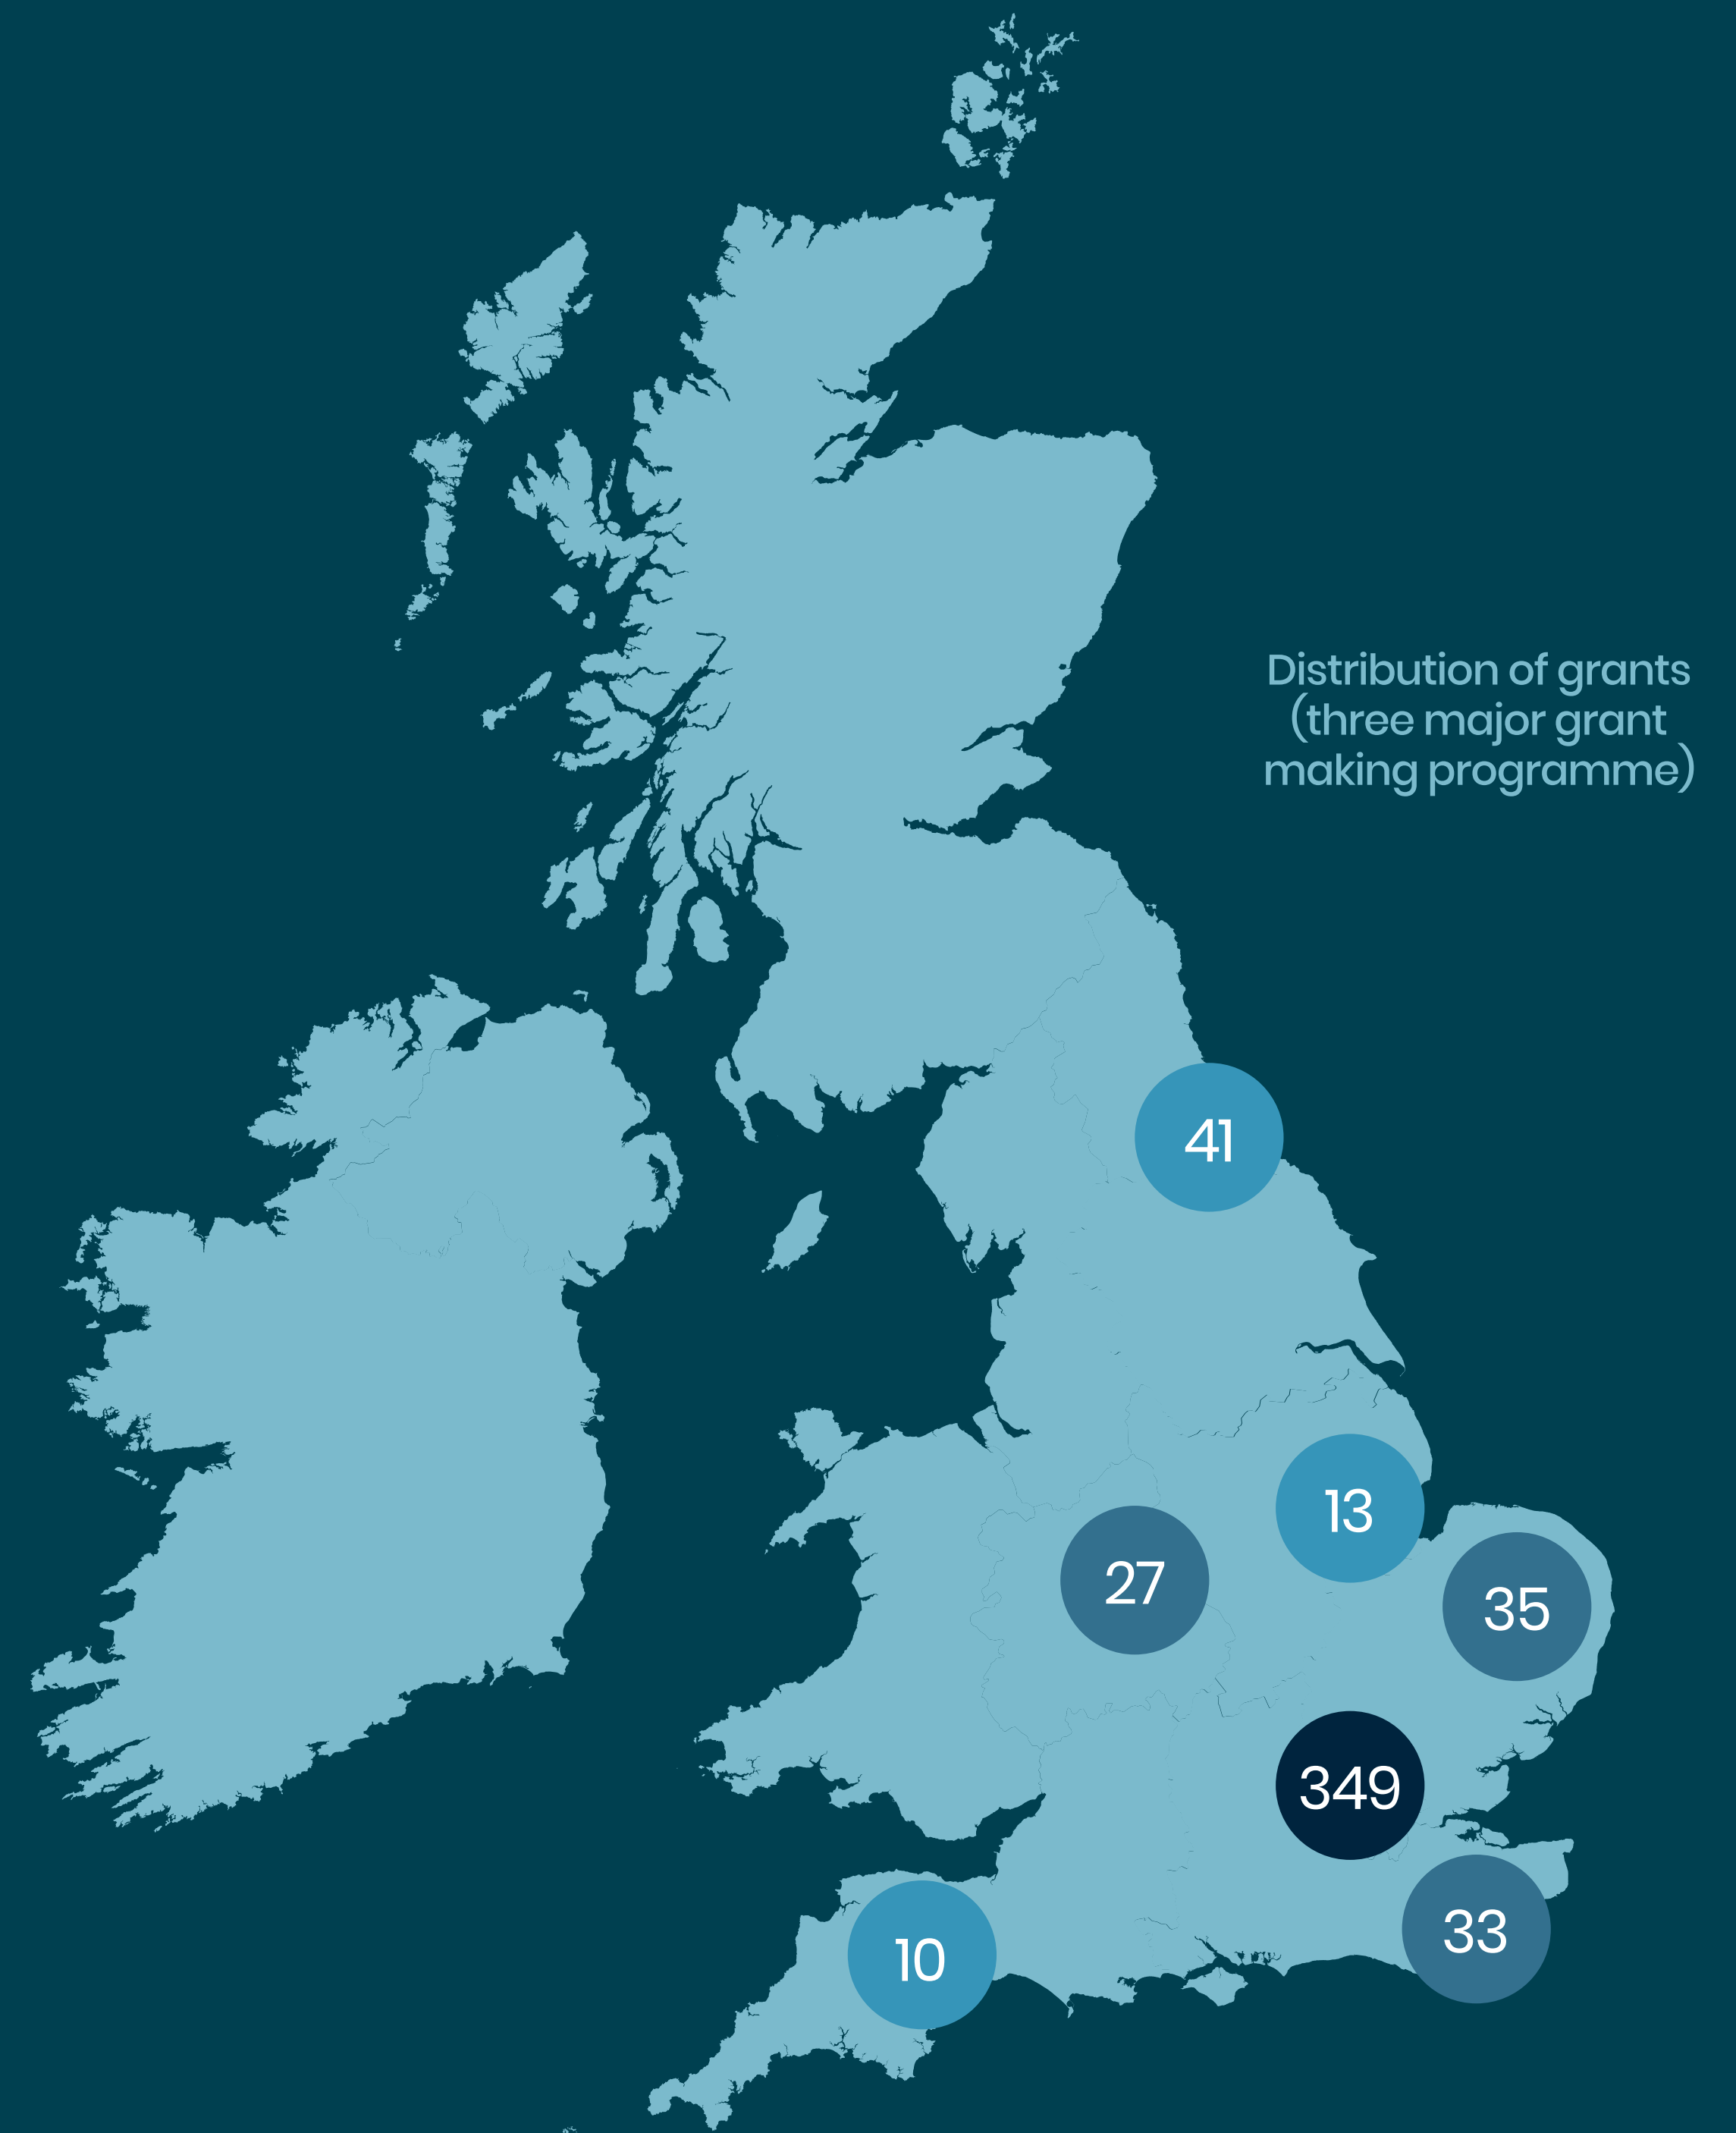 Distribution of grants
(three major grant
making programme)
41
13
27
35
349
33
10